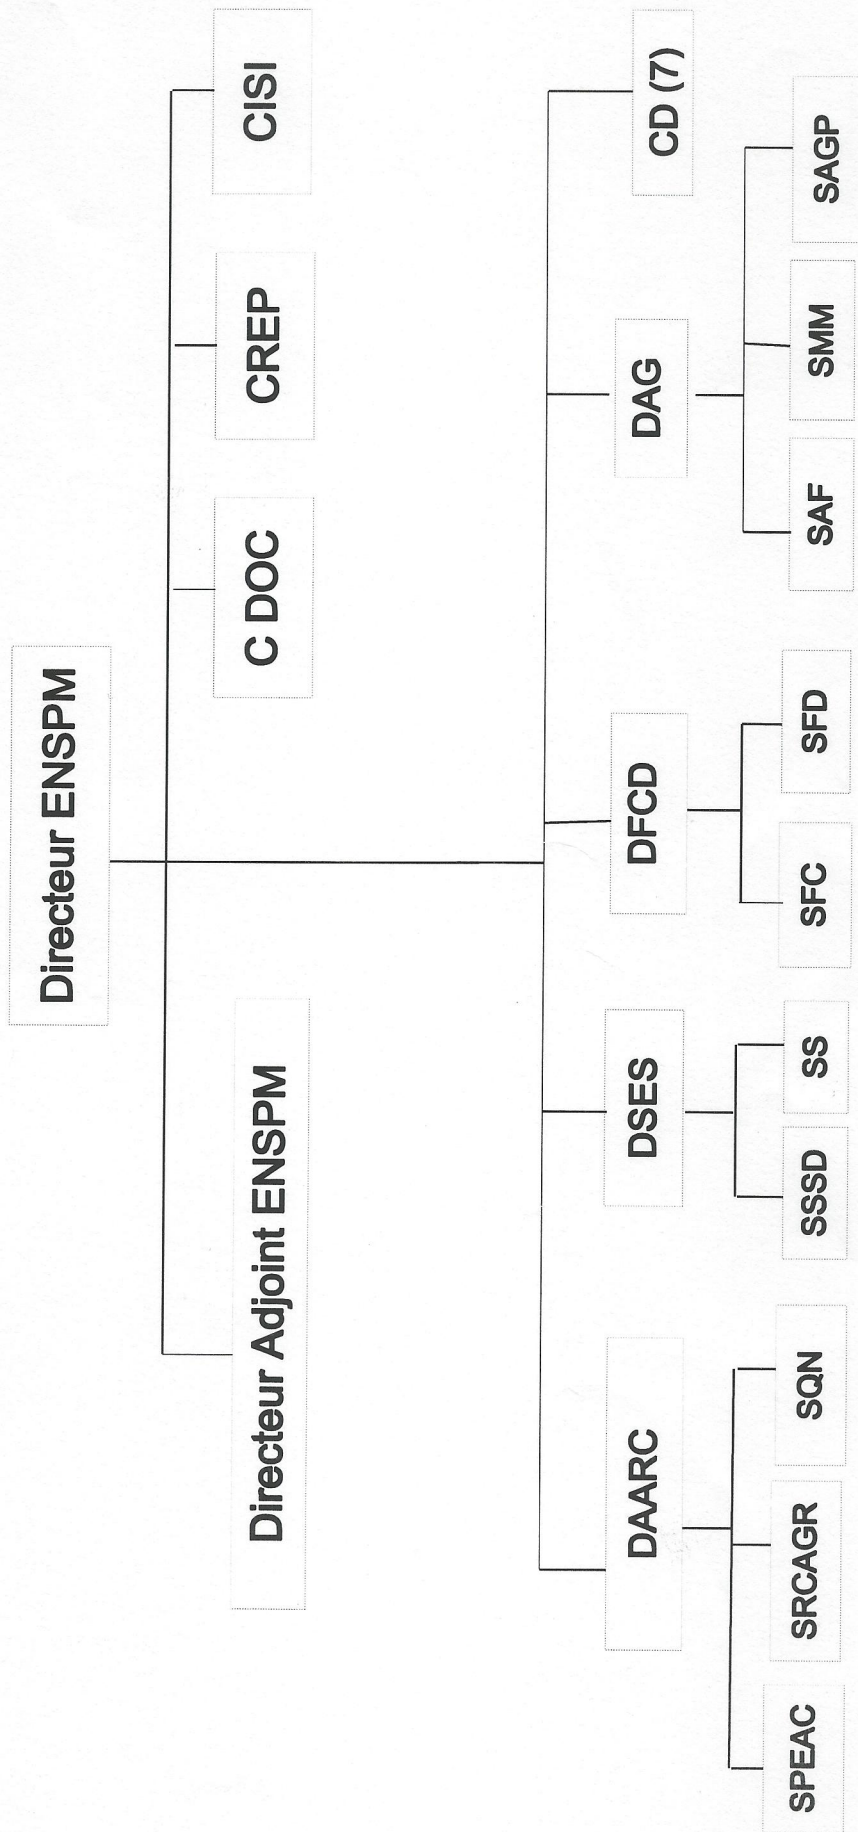 Directeur ENSPM
Directeur Adjoint ENSPM
C DOC
CREP
CISI
DAARC
DSES
DFCD
DAG
CD (7)
SPEAC
SRCAGR
SQN
SSSD
SS
SFC
SFD
SAF
SMM
SAGP